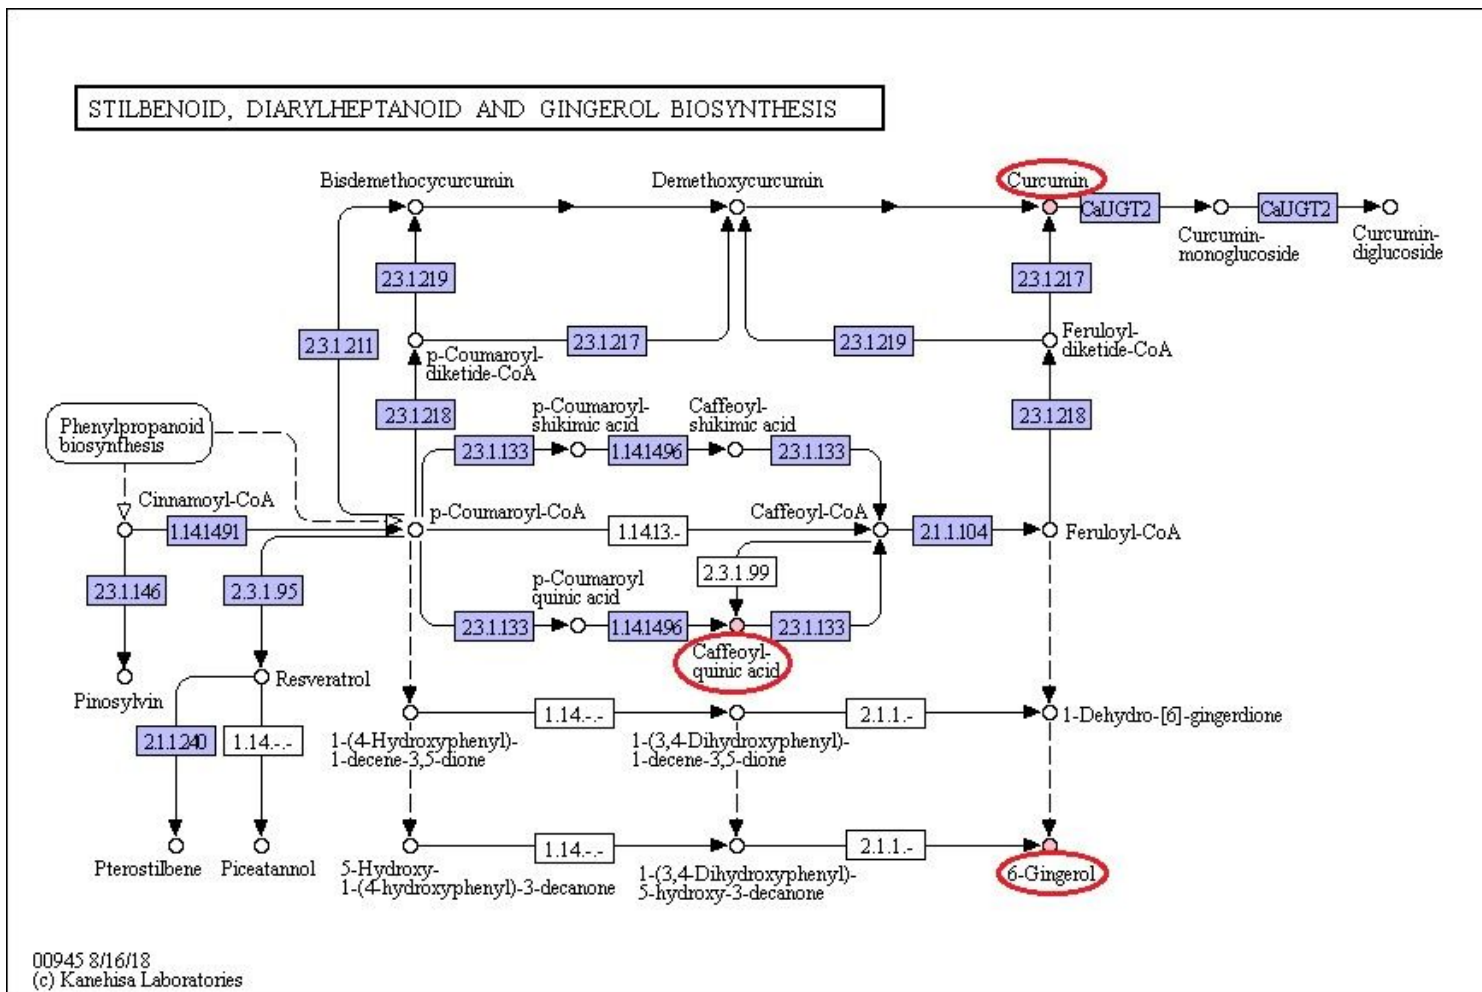 STILBENOID, DIARYLHEPTANOID AND GINGEROL BIOSYNTHESIS
Bisdemethocycurcumin
Demethoxycurcumin
Curcumin
CaUGT2
CaUGT2
Curcumin-
monoglucoside
Curcumin-
diglucoside
2.3.1.219
2.3.1.217
2.3.1.211
2.3.1.217
2.3.1.219
p-Coumaroyl-
diketide-CoA
Feruloyl-
diketide-CoA
2.3.1.218
2.3.1.218
Phenylpropanoid
biosynthesis
p-Coumaroyl-
shikimic acid
Caffeoyl-
shikimic acid
2.3.1.133
1.14.14.96
2.3.1.133
Cinnamoyl-CoA
1.14.14.91
p-Coumaroyl-CoA
1.14.13.-
Caffeoyl-CoA
2.1.1.104
Feruloyl-CoA
2.3.1.146
2.3.1.95
2.3.1.99
p-Coumaroyl
quinic acid
2.3.1.133
1.14.14.96
2.3.1.133
Caffeoyl-
quinic acid
Pinosylvin
Resveratrol
2.1.1.240
1.14.-.-
1.14.-.-
2.1.1.-
1-(4-Hydroxyphenyl)-
1-decene-3,5-dione
1-(3,4-Dihydroxyphenyl)-
1-decene-3,5-dione
1-Dehydro-[6]-gingerdione
Pterostilbene
Piceatannol
1.14.-.-
2.1.1.-
5-Hydroxy-
1-(4-hydroxyphenyl)-3-decanone
1-(3,4-Dihydroxyphenyl)-
5-hydroxy-3-decanone
6-Gingerol
00945 8/16/18
(c) Kanehisa Laboratories